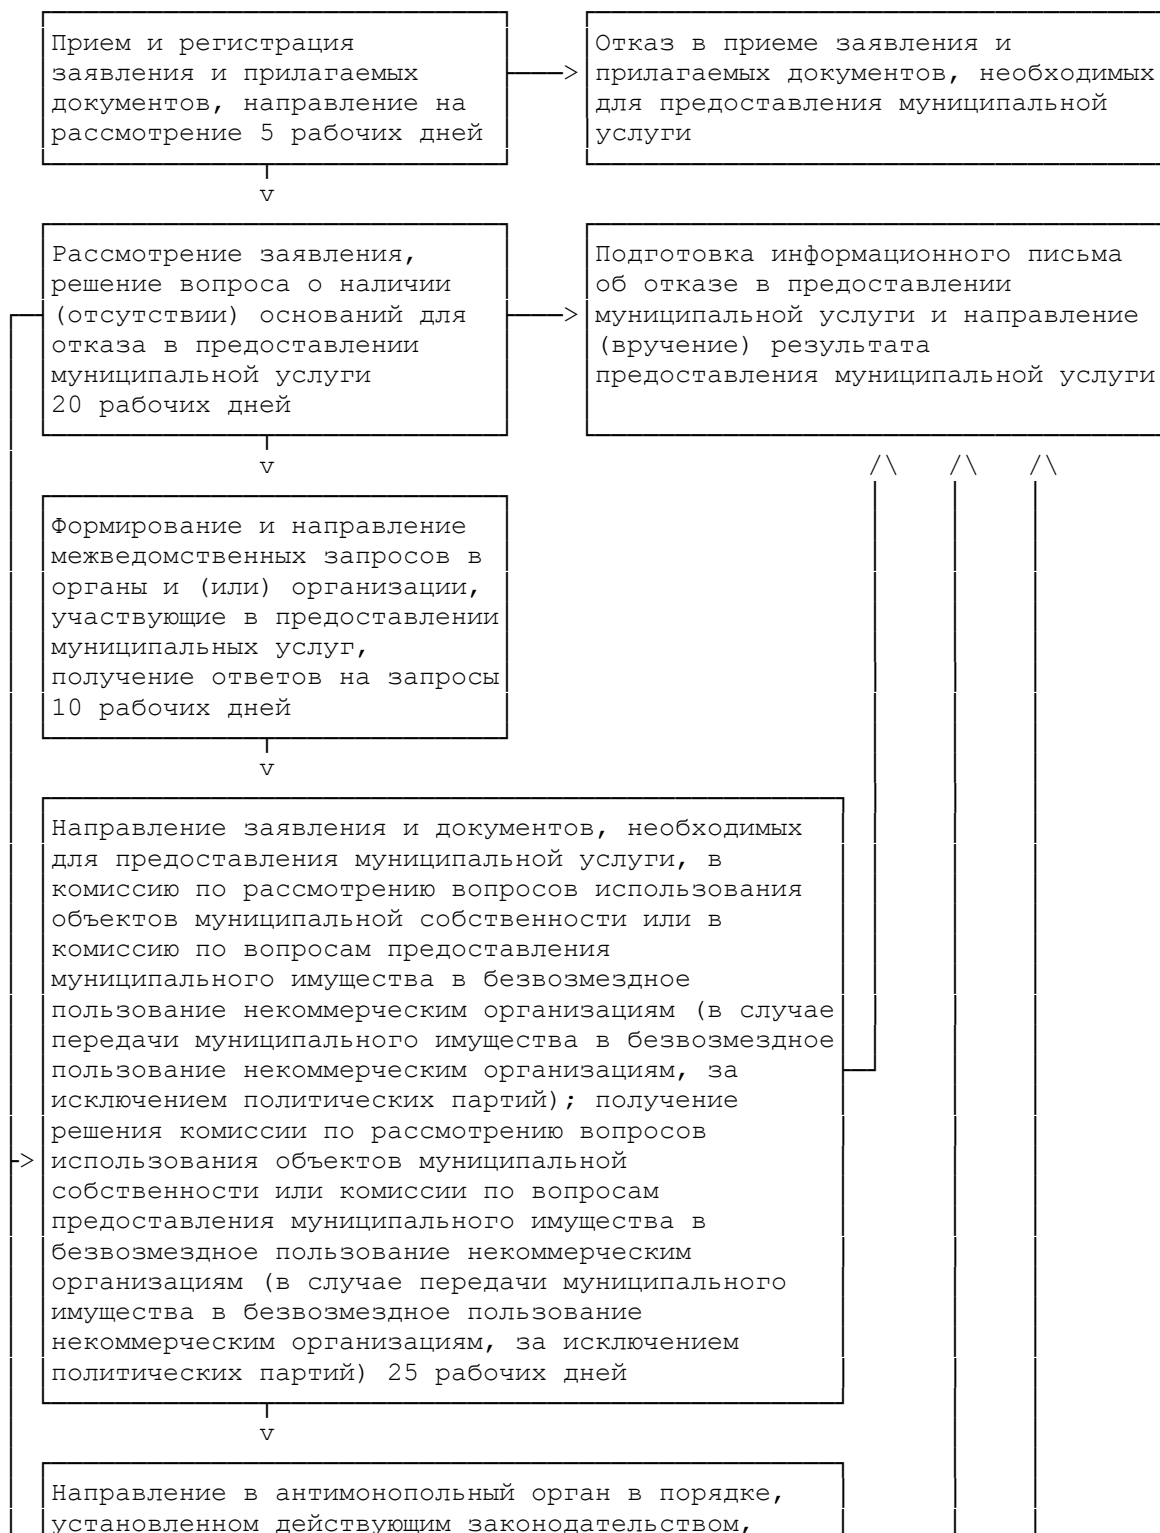 Прием и регистрация
заявления и прилагаемых
документов, направление на
рассмотрение 5 рабочих дней
Отказ в приеме заявления и
прилагаемых документов, необходимых
для предоставления муниципальной
услуги
Рассмотрение заявления,
решение вопроса о наличии
(отсутствии) оснований для
отказа в предоставлении
муниципальной услуги
20 рабочих дней
Подготовка информационного письма
об отказе в предоставлении
муниципальной услуги и направление
(вручение) результата
предоставления муниципальной услуги
Формирование и направление
межведомственных запросов в
органы и (или) организации,
участвующие в предоставлении
муниципальных услуг,
получение ответов на запросы
10 рабочих дней
Направление заявления и документов, необходимых
для предоставления муниципальной услуги, в
комиссию по рассмотрению вопросов использования
объектов муниципальной собственности или в
комиссию по вопросам предоставления
муниципального имущества в безвозмездное
пользование некоммерческим организациям (в случае
передачи муниципального имущества в безвозмездное
пользование некоммерческим организациям, за
исключением политических партий); получение
решения комиссии по рассмотрению вопросов
использования объектов муниципальной
собственности или комиссии по вопросам
предоставления муниципального имущества в
безвозмездное пользование некоммерческим
организациям (в случае передачи муниципального
имущества в безвозмездное пользование
некоммерческим организациям, за исключением
политических партий) 25 рабочих дней
Направление в антимонопольный орган в порядке,
установленном действующим законодательством,